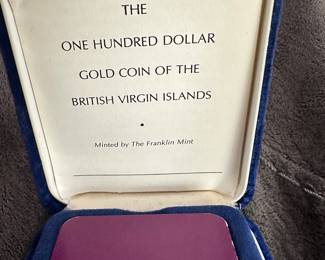 THE
ONE HUNDRED DOLLAR
GOLD COIN OF THE
BRITISH VIRGIN ISLANDS
•
Minted by The Franklin Mint